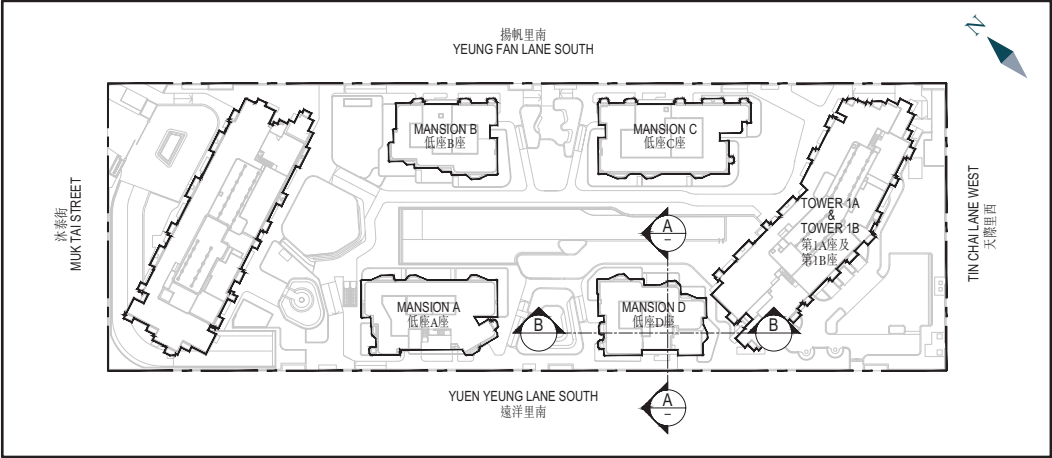 揚帆里南
YEUNG FAN LANE SOUTH
N
MANSION B
低座B座
MANSION C
低座C座
沐泰街
MUK TAI STREET
TOWER 1A
&
TOWER 1B
第1A座及
第1B座
TIN CHAI LANE WEST
天際里西
A
–
MANSION A
低座A座
B
–
MANSION D
低座D座
B
–
YUEN YEUNG LANE SOUTH
遠洋里南
A
–